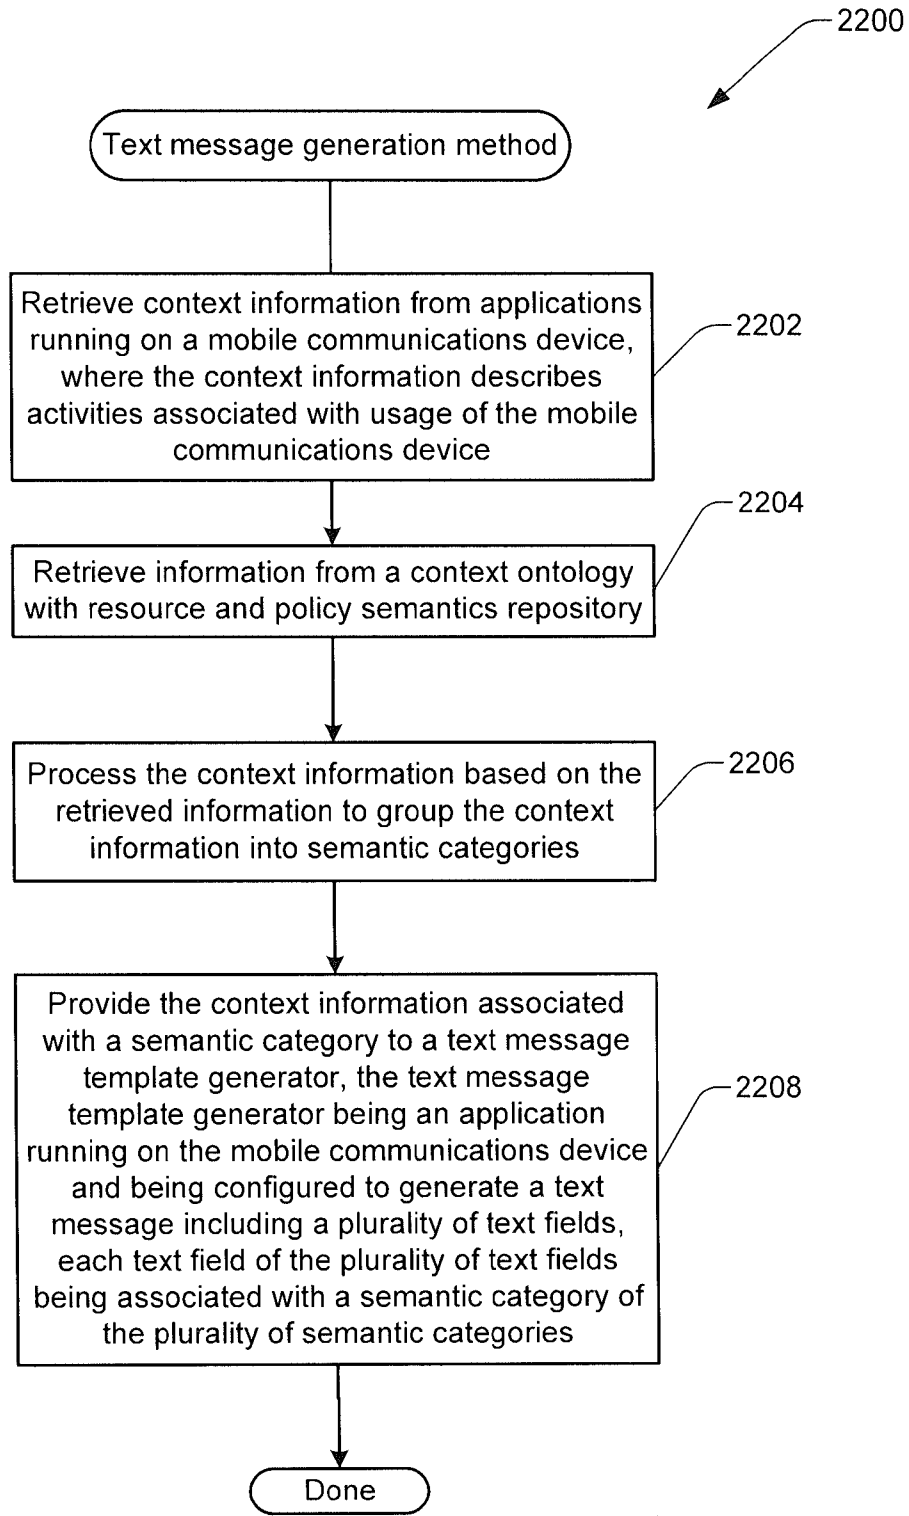 2200
Text message generation method
Retrieve context information from applications
running on a mobile communications device,
where the context information describes
activities associated with usage of the mobile
communications device
2202
2204
Retrieve information from a context ontology
with resource and policy semantics repository
Process the context information based on the
retrieved information to group the context
information into semantic categories
2206
Provide the context information associated
with a semantic category to a text message
template generator, the text message
template generator being an application
running on the mobile communications device
and being configured to generate a text
message including a plurality of text fields,
each text field of the plurality of text fields
being associated with a semantic category of
the plurality of semantic categories
2208
Done